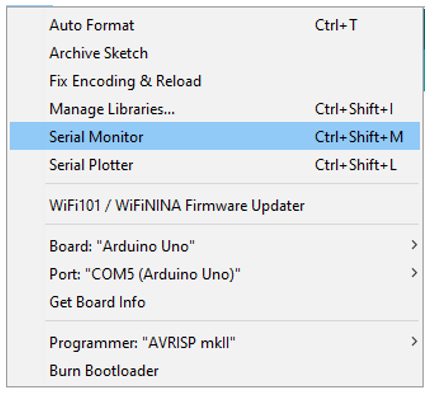 Auto Format Ctrl+T
Archive Sketch
Fix Encoding & Reload
Manage Libraries... Ctrl+Shift+I
Serial Monitor Ctrl+Shift+M
Serial Plotter Ctrl+Shift+L
WiFi101 / WiFiNINA Firmware Updater
Board: "Arduino Uno"
Port: "COM5 (Arduino Uno)"
Get Board Info
Programmer: "AVRISP mkII"
Burn Bootloader